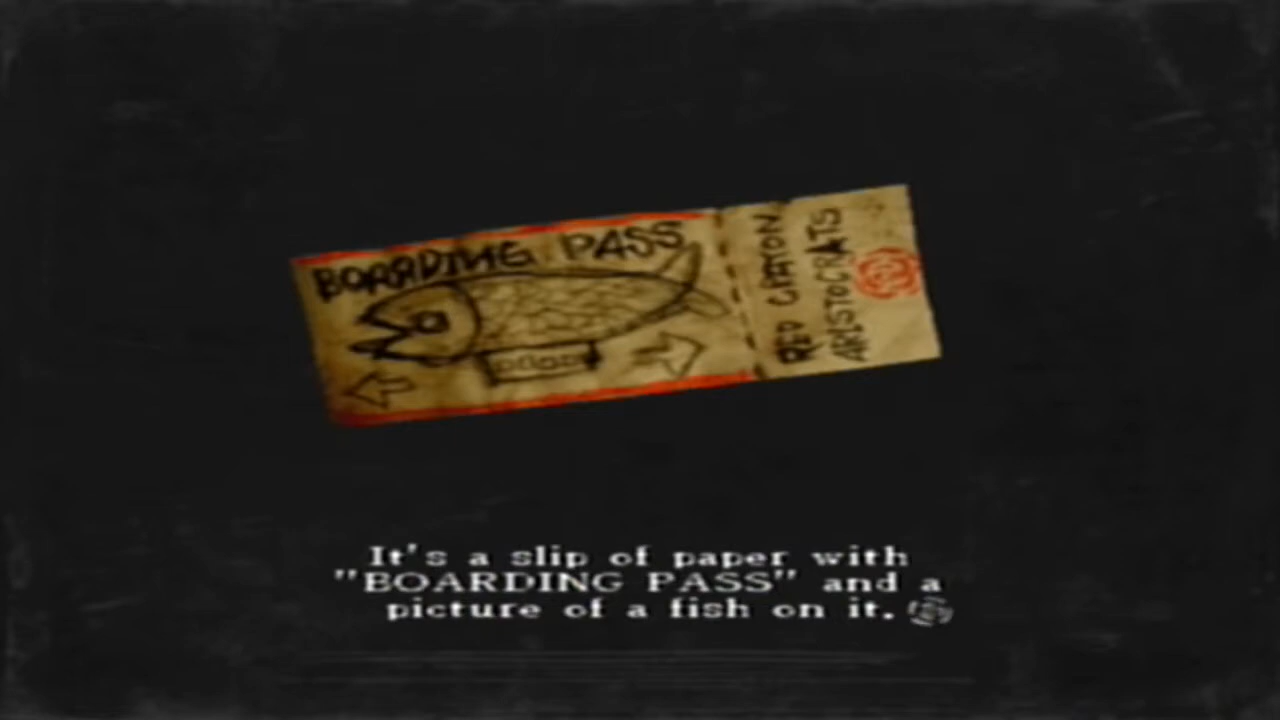 BOARDING PASS
RED CRAYON
ARISTOCRATS
It's a slip of paper with
"BOARDING PASS" and a
picture of a fish on it.